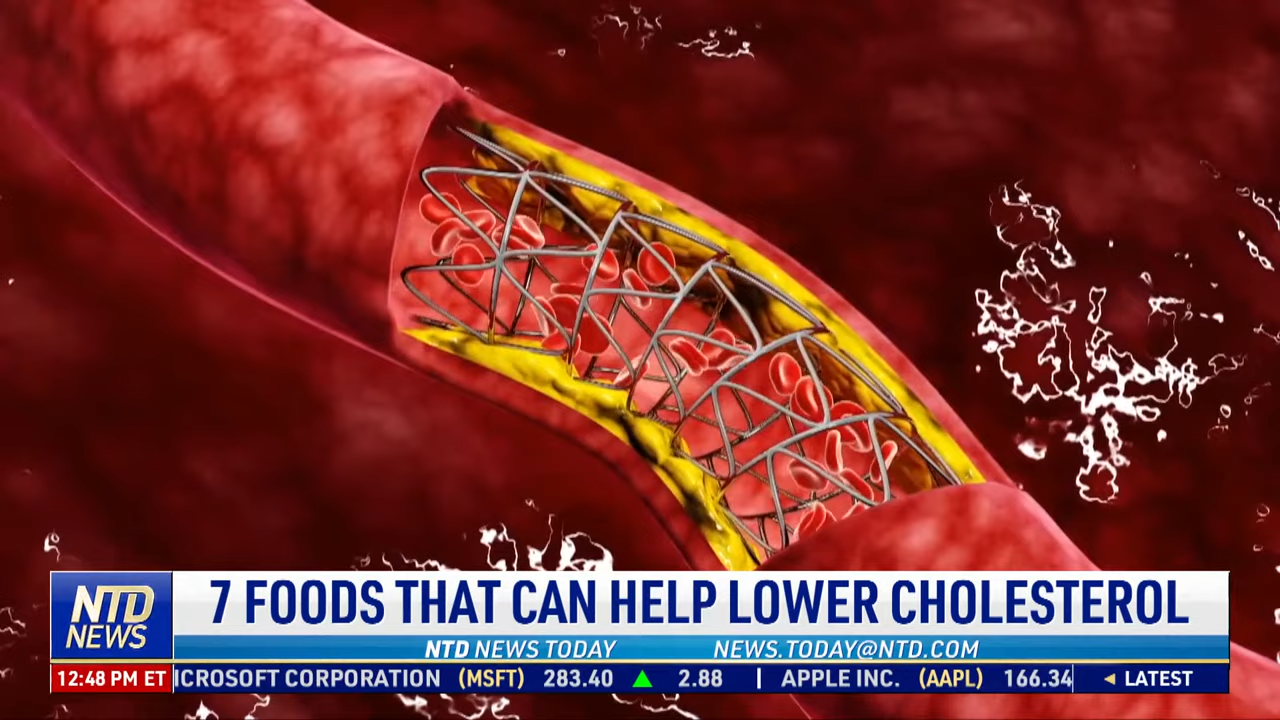 7 FOODS THAT CAN HELP LOWER CHOLESTEROL
NTD NEWS
NTD NEWS TODAY NEWS.TODAY@NTD.COM
12:48 PM ET ICROSOFT CORPORATION (MSFT) 283.40 ▲ 2.88 | APPLE INC. (AAPL) 166.34 ◄ LATEST